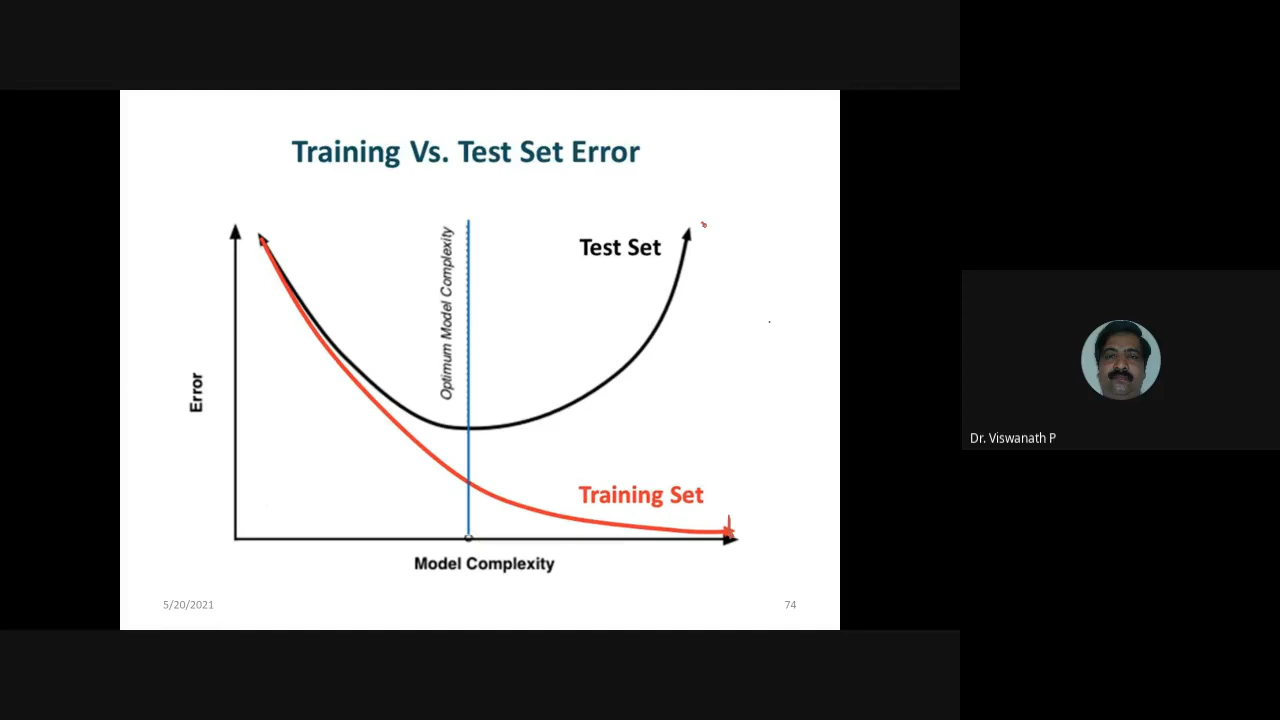 Training Vs. Test Set Error
Optimum Model Complexity
Test Set
Error
Training Set
Model Complexity
5/20/2021
74
Dr. Viswanath P